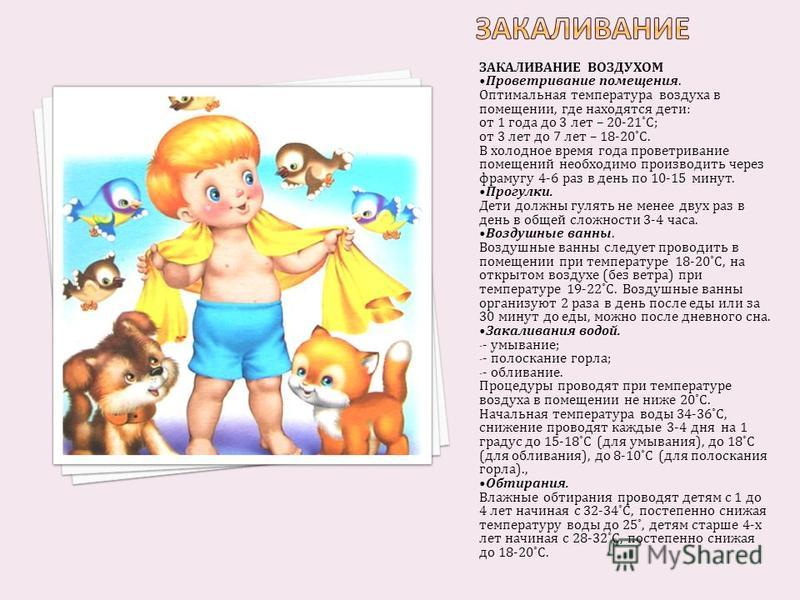 ЗАКАЛИВАНИЕ
ЗАКАЛИВАНИЕ ВОЗДУХОМ
•Проветривание помещения.
Оптимальная температура воздуха в
помещении, где находятся дети:
от 1 года до 3 лет – 20-21˚С;
от 3 лет до 7 лет – 18-20˚С.
В холодное время года проветривание
помещений необходимо производить через
фрамугу 4-6 раз в день по 10-15 минут.
•Прогулки.
Дети должны гулять не менее двух раз в
день в общей сложности 3-4 часа.
•Воздушные ванны.
Воздушные ванны следует проводить в
помещении при температуре 18-20˚С, на
открытом воздухе (без ветра) при
температуре 19-22˚С. Воздушные ванны
организуют 2 раза в день после еды или за
30 минут до еды, можно после дневного сна.
•Закаливания водой.
-- умывание;
-- полоскание горла;
-- обливание.
Процедуры проводят при температуре
воздуха в помещении не ниже 20˚С.
Начальная температура воды 34-36˚С,
снижение проводят каждые 3-4 дня на 1
градус до 15-18˚С (для умывания), до 18˚С
(для обливания), до 8-10˚С (для полоскания
горла).,
•Обтирания.
Влажные обтирания проводят детям с 1 до
4 лет начиная с 32-34˚С, постепенно снижая
температуру воды до 25˚, детям старше 4-х
лет начиная с 28-32˚С, постепенно снижая
до 18-20˚С.
MyShared